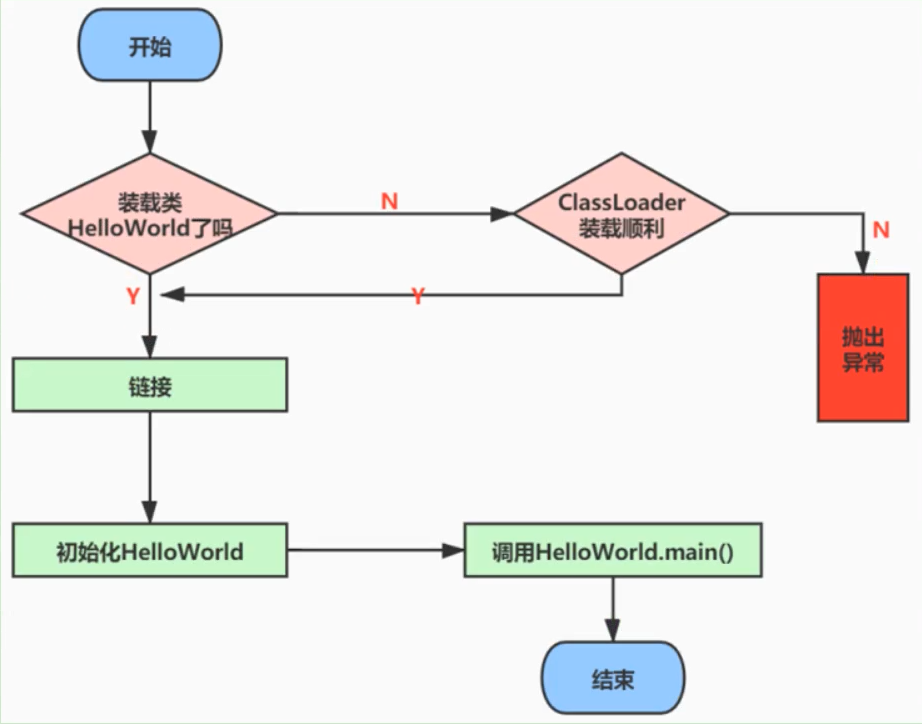 开始
装载类
HelloWorld了吗
N
ClassLoader
装载顺利
N
Y
Y
抛出
异常
链接
初始化HelloWorld
调用HelloWorld.main()
结束